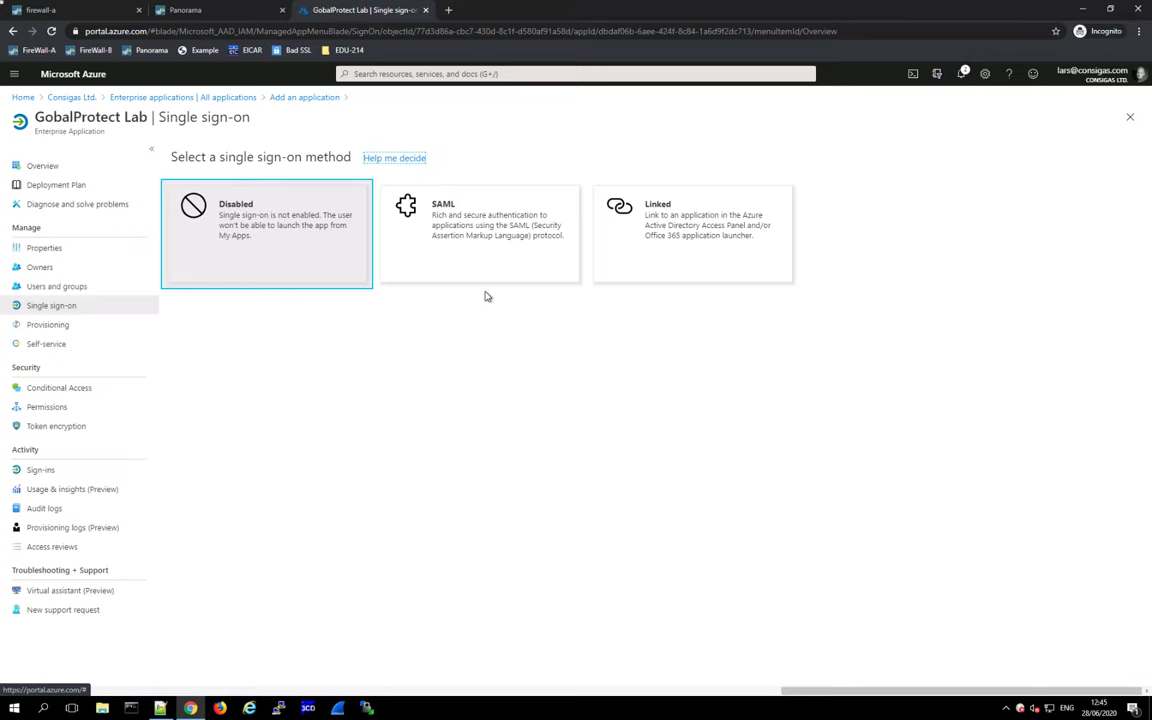 firewall-a
Panorama
GobalProtect Lab | Single sign-o
portal.azure.com/#blade/Microsoft_AAD_IAM/ManagedAppMenuBlade/SignOn/objectId/77d3d86a-cbc7-430d-8c1f-d580af91a58d/appId/dbdaf06b-6aee-424f-8c84-1a6d9f2dc713/menuItemId/Overview
Incognito
FireWall-A
FireWall-B
Panorama
Example
EICAR
Bad SSL
EDU-214
Microsoft Azure
Search resources, services, and docs (G+/)
2
lars@consigas.com
CONSIGAS LTD.
Home > Consigas Ltd. > Enterprise applications | All applications > Add an application >
GobalProtect Lab | Single sign-on
Enterprise Application
Overview
Deployment Plan
Diagnose and solve problems
Manage
Properties
Owners
Users and groups
Single sign-on
Provisioning
Self-service
Security
Conditional Access
Permissions
Token encryption
Activity
Sign-ins
Usage & insights (Preview)
Audit logs
Provisioning logs (Preview)
Access reviews
Troubleshooting + Support
Virtual assistant (Preview)
New support request
Select a single sign-on method
Help me decide
Disabled
Single sign-on is not enabled. The user
won't be able to launch the app from
My Apps.
SAML
Rich and secure authentication to
applications using the SAML (Security
Assertion Markup Language) protocol.
Linked
Link to an application in the Azure
Active Directory Access Panel and/or
Office 365 application launcher.
https://portal.azure.com/#
3CD
ENG
12:45
28/06/2020
1